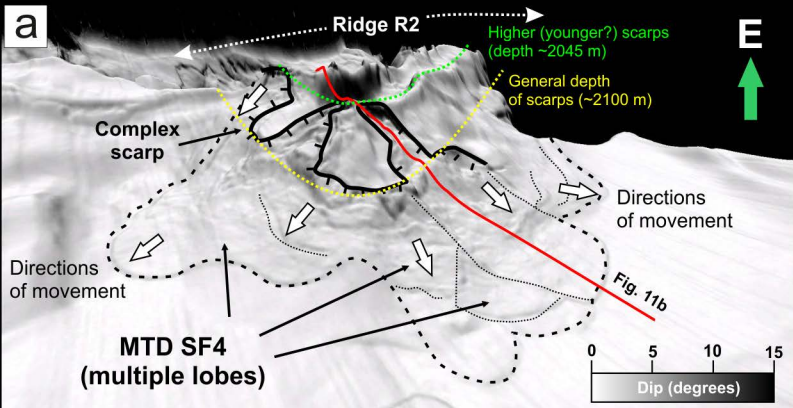 a
Ridge R2
E
Higher (younger?) scarps
(depth ~2045 m)
General depth
of scarps (~2100 m)
Complex
scarp
Directions
of movement
Directions
of movement
Fig. 11b
MTD SF4
(multiple lobes)
0 5 10 15
Dip (degrees)